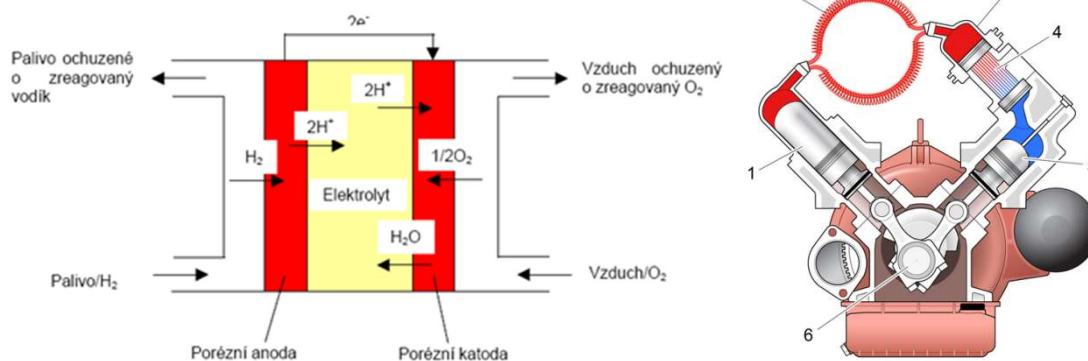 2e⁻
Palivo ochuzené
o zreagovaný
vodík
Vzduch ochuzený
o zreagovaný O₂
2H⁺
2H⁺
H₂
1/2O₂
Elektrolyt
H₂O
Palivo/H₂
Vzduch/O₂
Porézní anoda
Porézní katoda
4
1
6